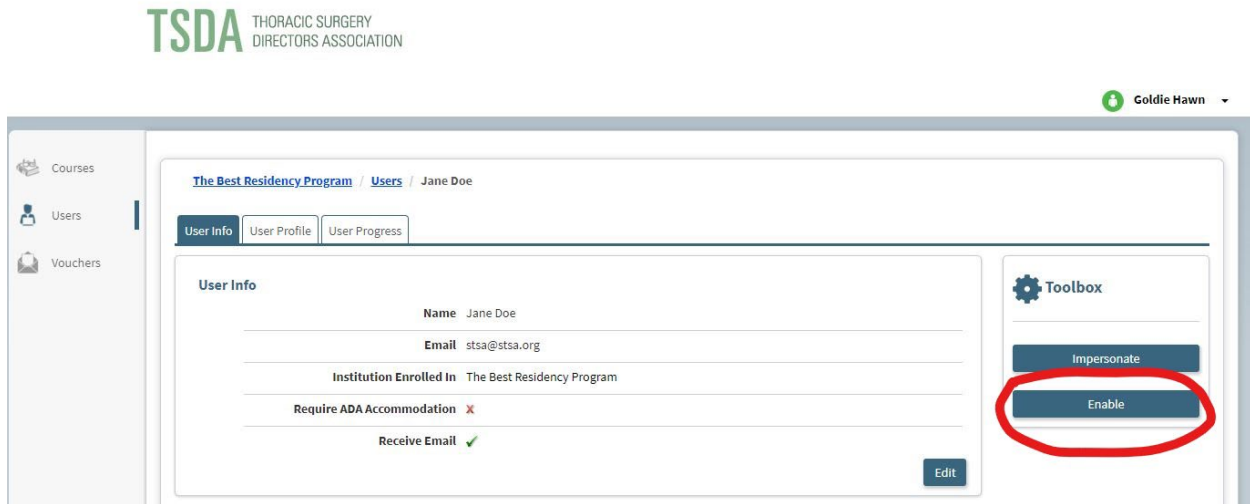 TSDA THORACIC SURGERY
DIRECTORS ASSOCIATION
Goldie Hawn
Courses
Users
Vouchers
The Best Residency Program / Users / Jane Doe
User Info User Profile User Progress
User Info
Name Jane Doe
Email stsa@stsa.org
Institution Enrolled In The Best Residency Program
Require ADA Accommodation X
Receive Email ✓
Edit
Toolbox
Impersonate
Enable